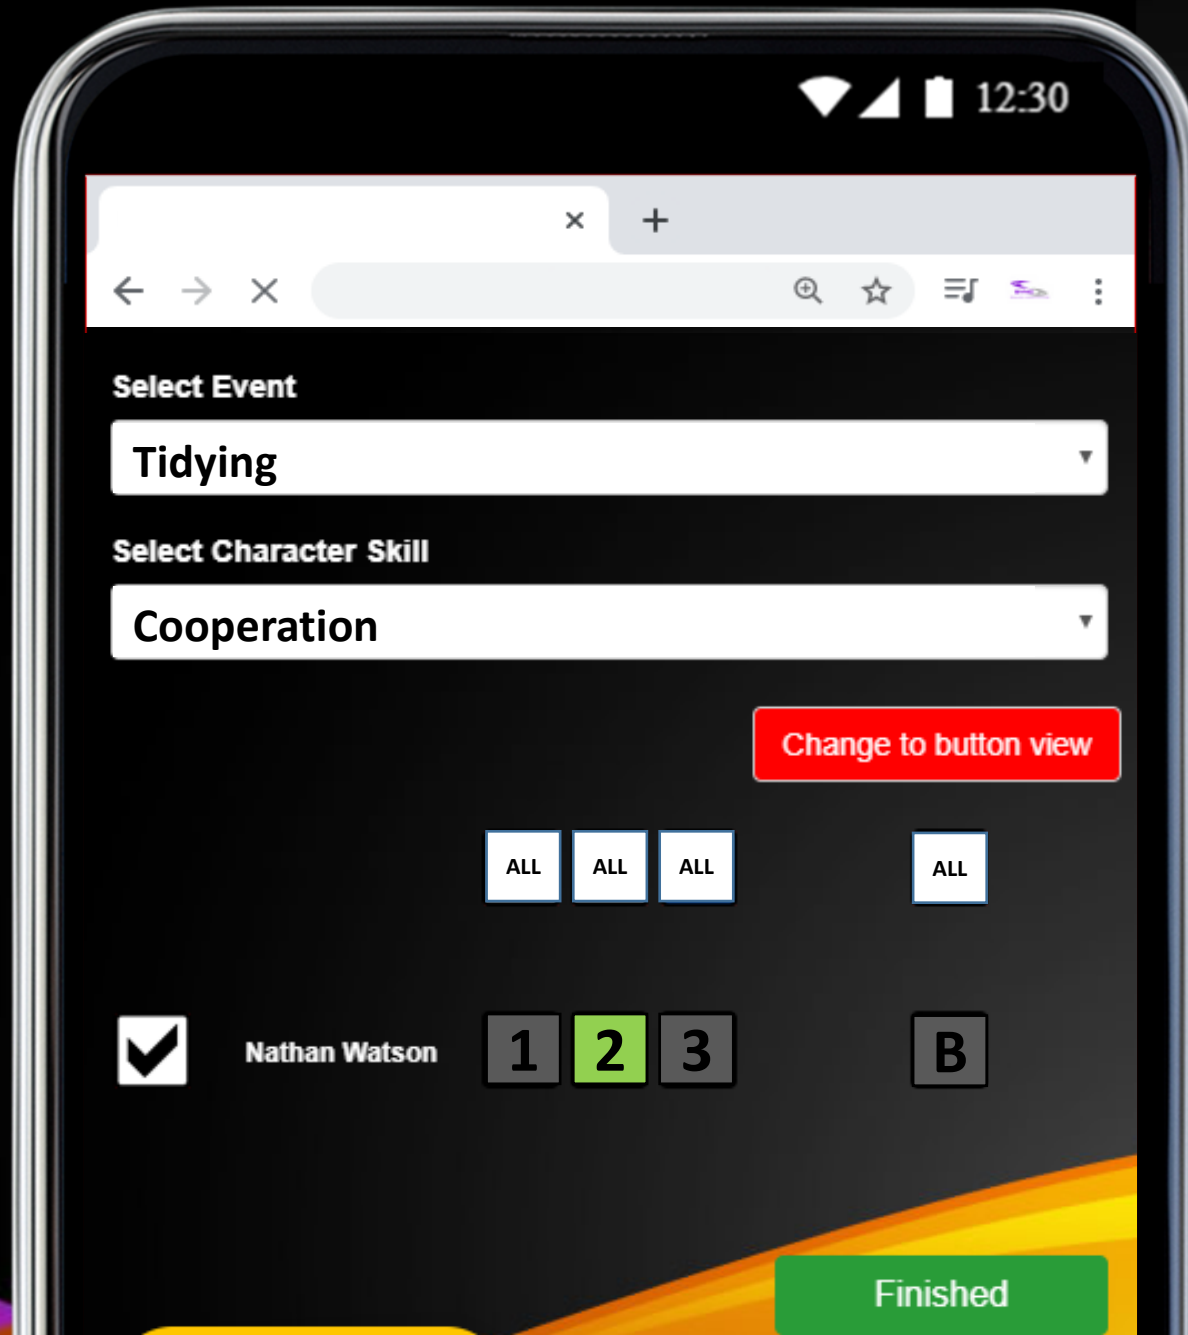 12:30
Select Event
Tidying
Select Character Skill
Cooperation
Change to button view
ALL ALL ALL ALL
Nathan Watson 1 2 3 B
Finished